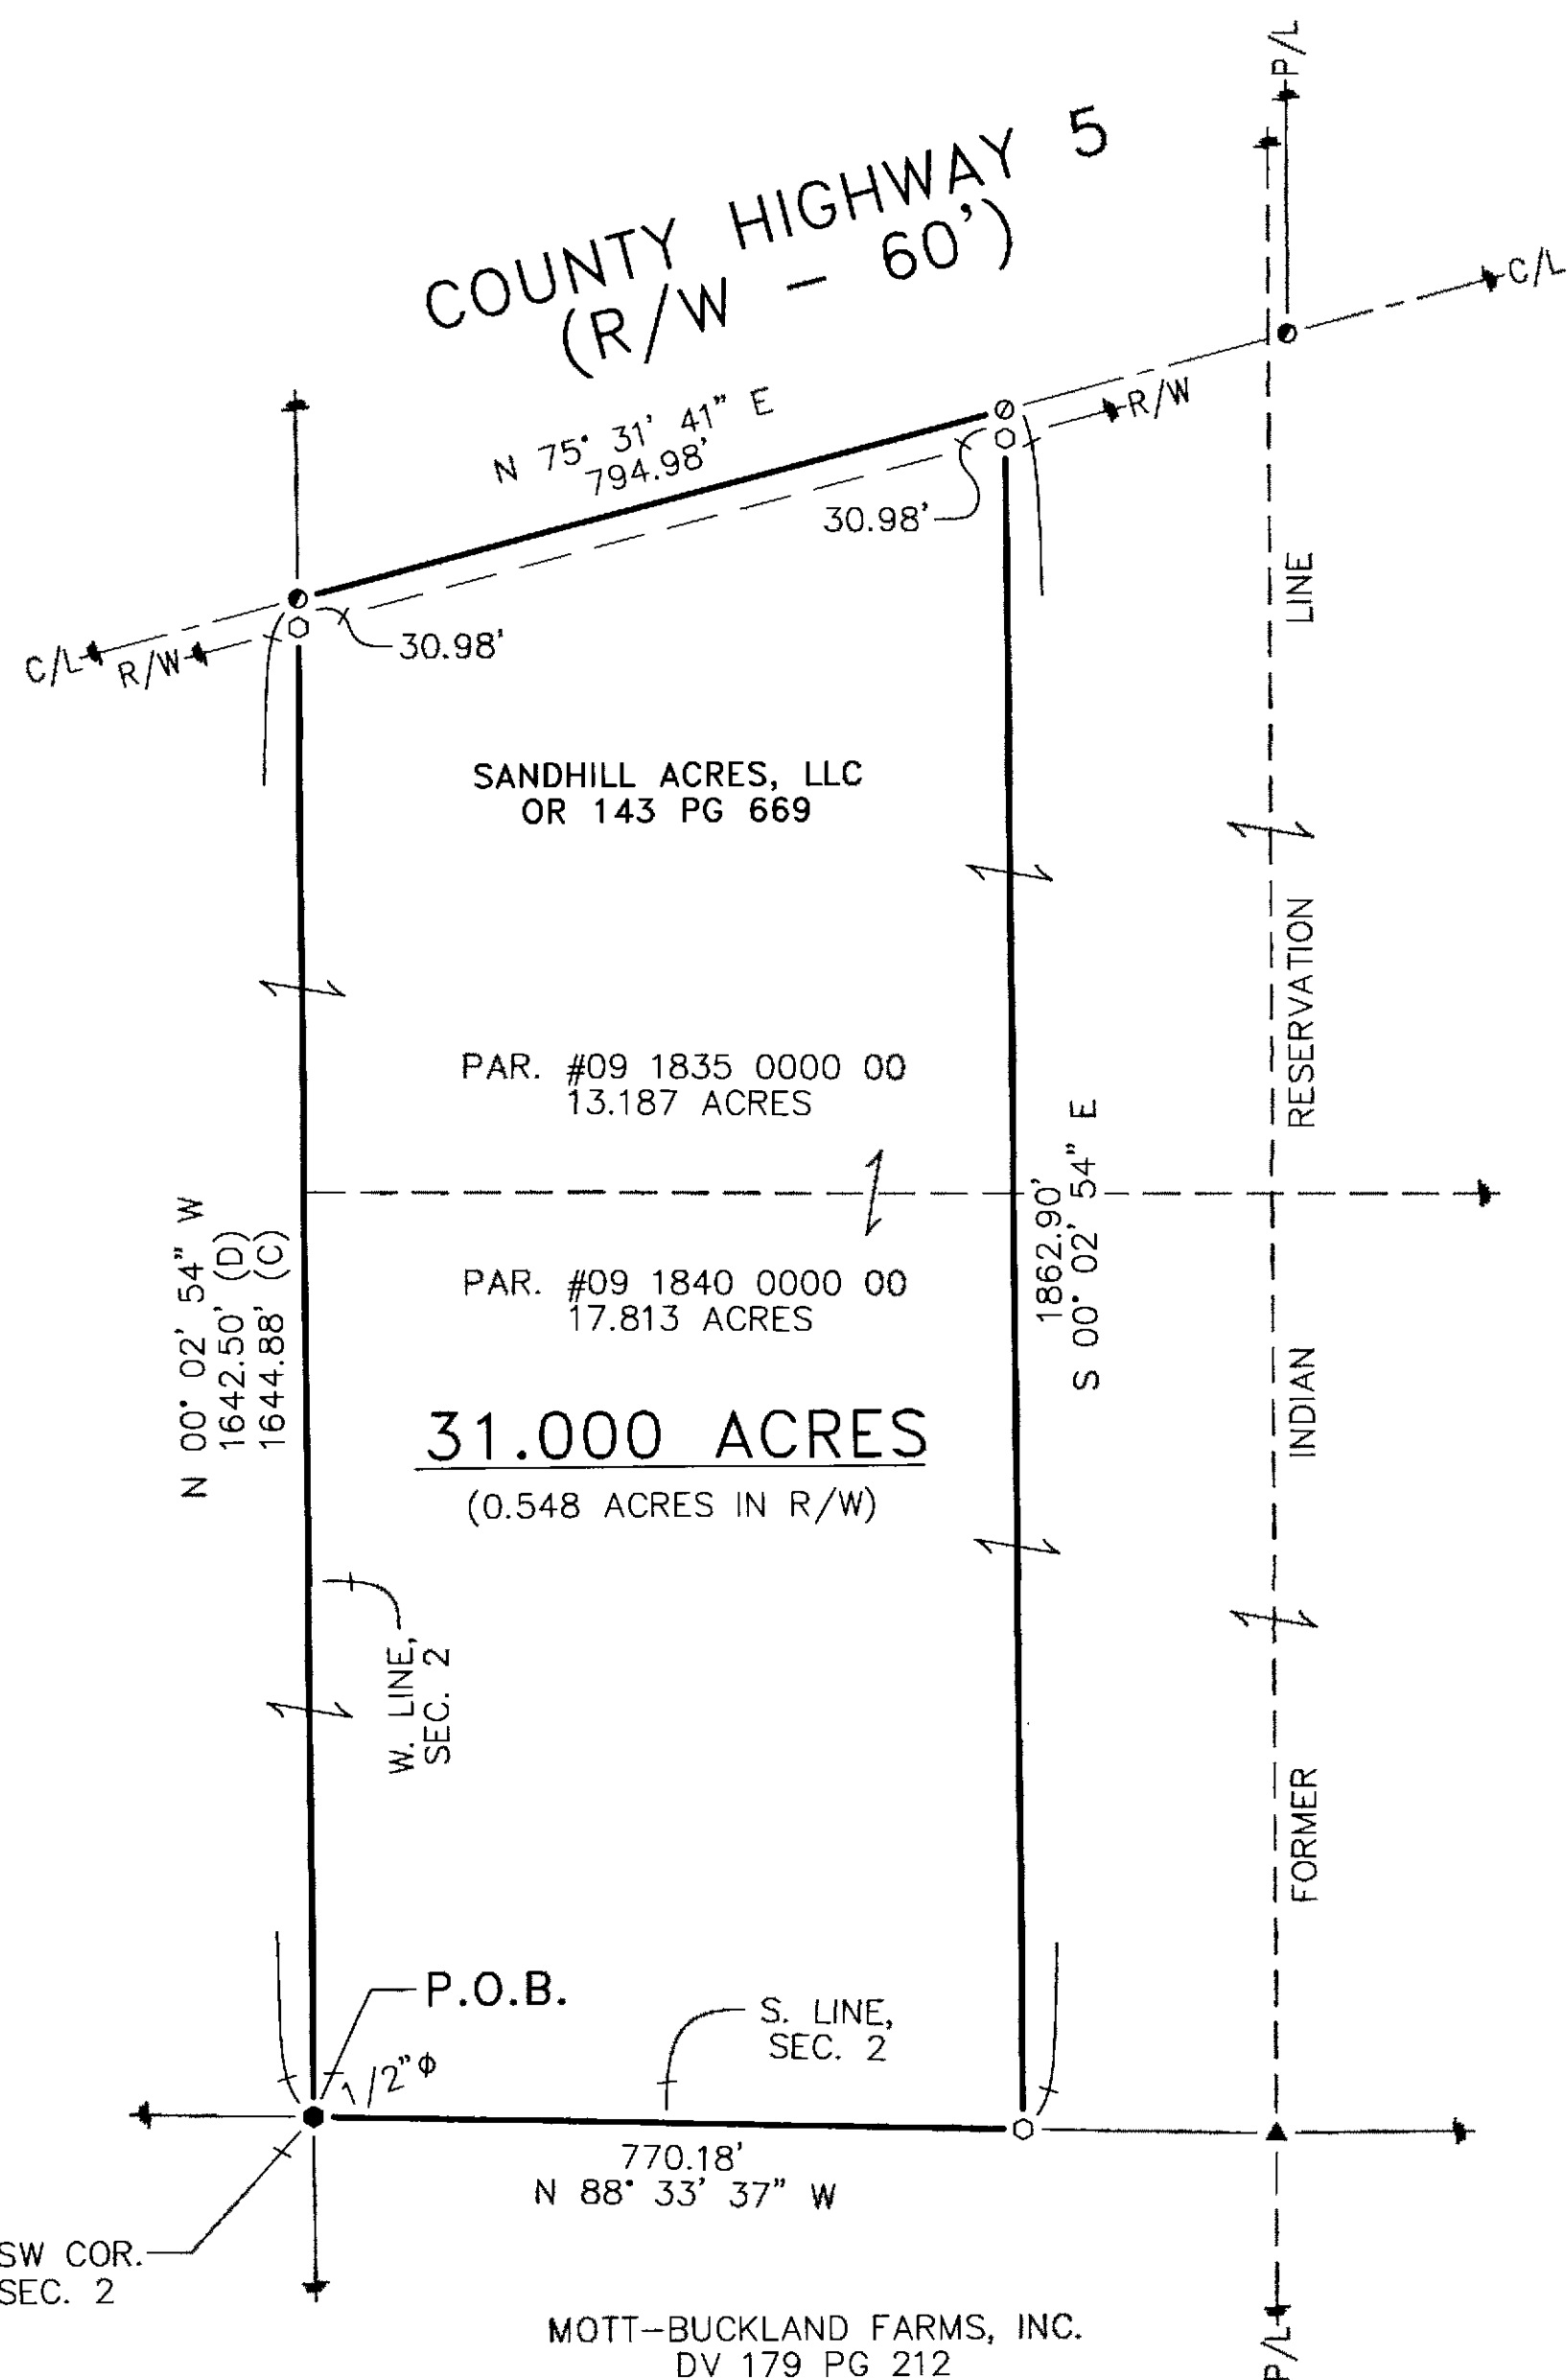 P/L
COUNTY HIGHWAY 5
(R/W - 60')
C/L
R/W
N 75° 31' 41" E
794.98'
30.98'
30.98'
C/L
R/W
LINE
SANDHILL ACRES, LLC
OR 143 PG 669
RESERVATION
PAR. #09 1835 0000 00
13.187 ACRES
N 00° 02' 54" W
1642.50' (D)
1644.88' (C)
1862.90'
S 00° 02' 54" E
PAR. #09 1840 0000 00
17.813 ACRES
INDIAN
31.000 ACRES
(0.548 ACRES IN R/W)
W. LINE,
SEC. 2
FORMER
P.O.B.
S. LINE,
SEC. 2
1/2"ϕ
770.18'
N 88° 33' 37" W
SW COR.
SEC. 2
MOTT-BUCKLAND FARMS, INC.
DV 179 PG 212
P/L